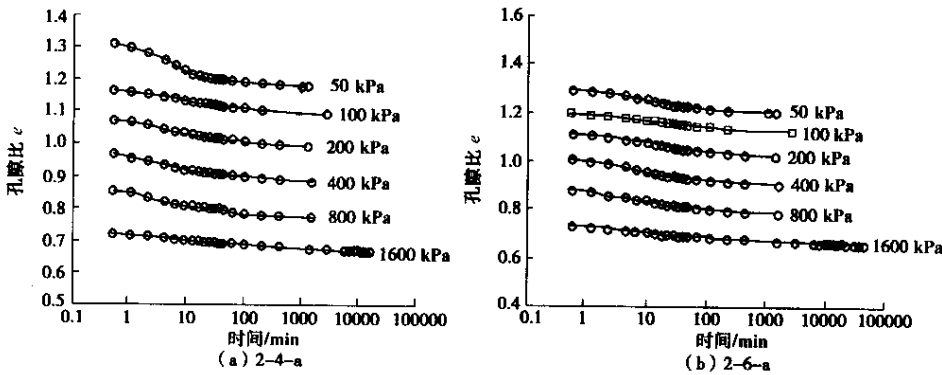 1.4
1.3
1.2
1.1
1.0
0.9
0.8
0.7
0.6
0.5
孔隙比 e
50 kPa
100 kPa
200 kPa
400 kPa
800 kPa
1600 kPa
0.1 1 10 100 1000 10000 100000
时间/min
(a) 2-4-a
1.6
1.4
1.2
1.0
0.8
0.6
0.4
孔隙比 e
50 kPa
100 kPa
200 kPa
400 kPa
800 kPa
1600 kPa
0.1 1 10 100 1000 10000 100000
时间/min
(b) 2-6-a